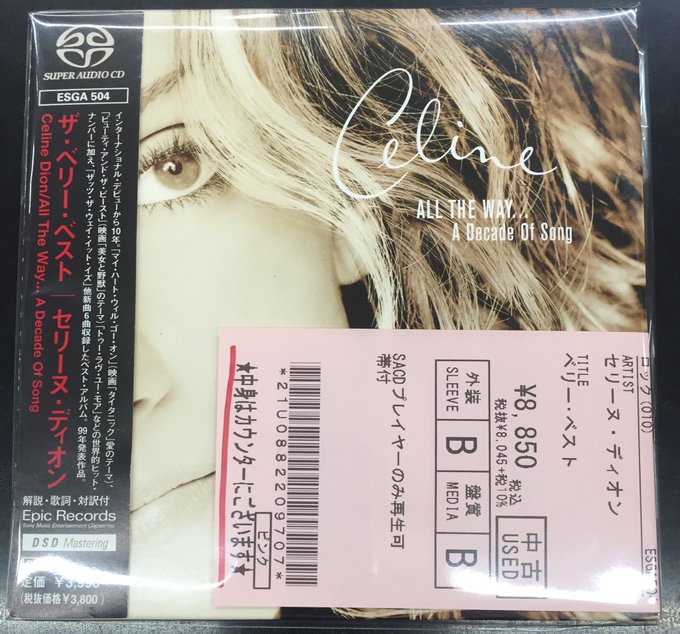 SUPER AUDIO CD
ESGA 504
ザ・ベリー・ベスト|セリーヌ・ディオン
Celine Dion/All The Way... A Decade Of Song
インターナショナル・デビューから10年。「マイ・ハート・ウィル・ゴー・オン」(映画「タイタニック」愛のテーマ)、
「ビューティ・アンド・ザ・ビースト」(映画「美女と野獣」のテーマ)「トゥー・ラヴ・ユー・モア」などの世界的ヒット・
ナンバーに加え、「ザッツ・ザ・ウェイ・イット・イズ」他新曲6曲収録したベスト・アルバム。99年発表作品。
解説・歌詞・対訳付
Epic Records
Sony Music Entertainment (Japan) Inc.
DSD Mastering
定価
(税抜価¥3,800)
Celine
ALL THE WAY...
A Decade Of Song
ロック(010)
ARTIST
セリーヌ・ディオン
TITLE
ベリー・ベスト
¥8,850 税込
税抜¥8,045+税10%
中古
USED
外装
SLEEVE
B
盤質
MEDIA
B
SACDプレイヤーのみ再生可
帯付
*21U0882209707*
ピンク
★中身はカウンターにございます★